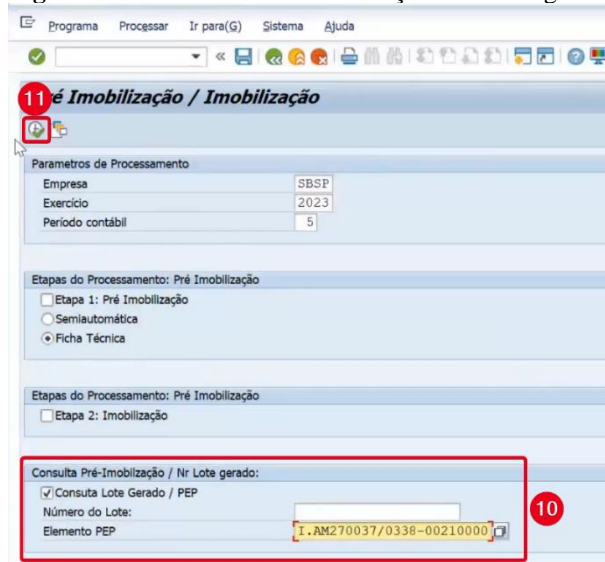 Programa Processar Ir para(G) Sistema Ajuda
11
é Imobilização / Imobilização
Parametros de Processamento
Empresa SBSP
Exercício 2023
Período contábil 5
Etapas do Processamento: Pré Imobilização
Etapa 1: Pré Imobilização
Semiautomática
Ficha Técnica
Etapas do Processamento: Pré Imobilização
Etapa 2: Imobilização
Consulta Pré-Imobilização / Nr Lote gerado:
Consuta Lote Gerado / PEP
Número do Lote:
10
Elemento PEP I.AM270037/0338-00210000